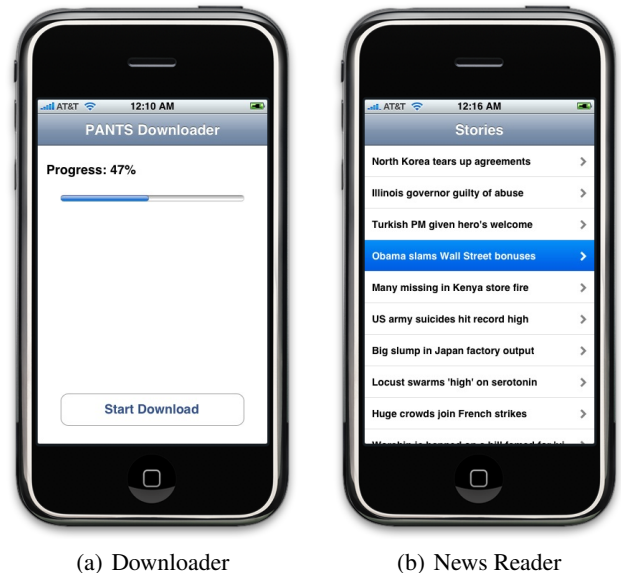 AT&T 12:10 AM
PANTS Downloader
Progress: 47%
Start Download
(a) Downloader
AT&T 12:16 AM
Stories
North Korea tears up agreements
Illinois governor guilty of abuse
Turkish PM given hero's welcome
Obama slams Wall Street bonuses
Many missing in Kenya store fire
US army suicides hit record high
Big slump in Japan factory output
Locust swarms 'high' on serotonin
Huge crowds join French strikes
(b) News Reader